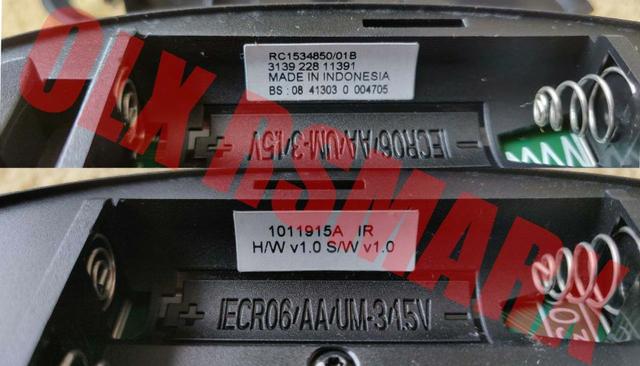 RC1534850/01B
3139 228 11391
MADE IN INDONESIA
BS : 08 41303 0 004705
+ IECR06/AA/UM-3/1.5V -
1011915A IR
H/W v1.0 S/W v1.0
+ IECR06/AA/UM-3/1.5V -
OLX RSMARK